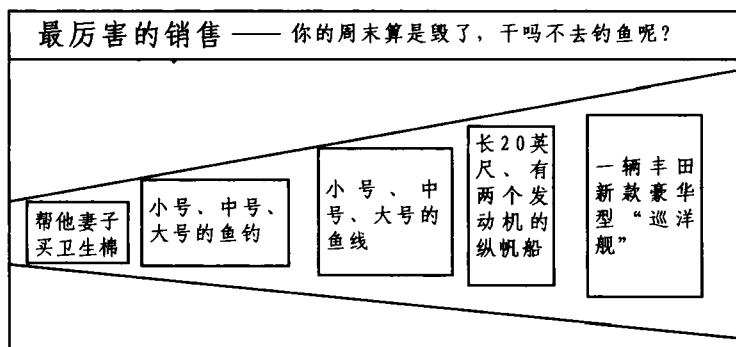 最厉害的销售——你的周末算是毁了，干吗不去钓鱼呢？
帮他妻子
买卫生棉
小号、中号、
大号的鱼钓
小号、中
号、大号的
鱼线
长20英
尺、有
两个发
动机的
纵帆船
一辆丰田
新款豪华
型“巡洋
舰”